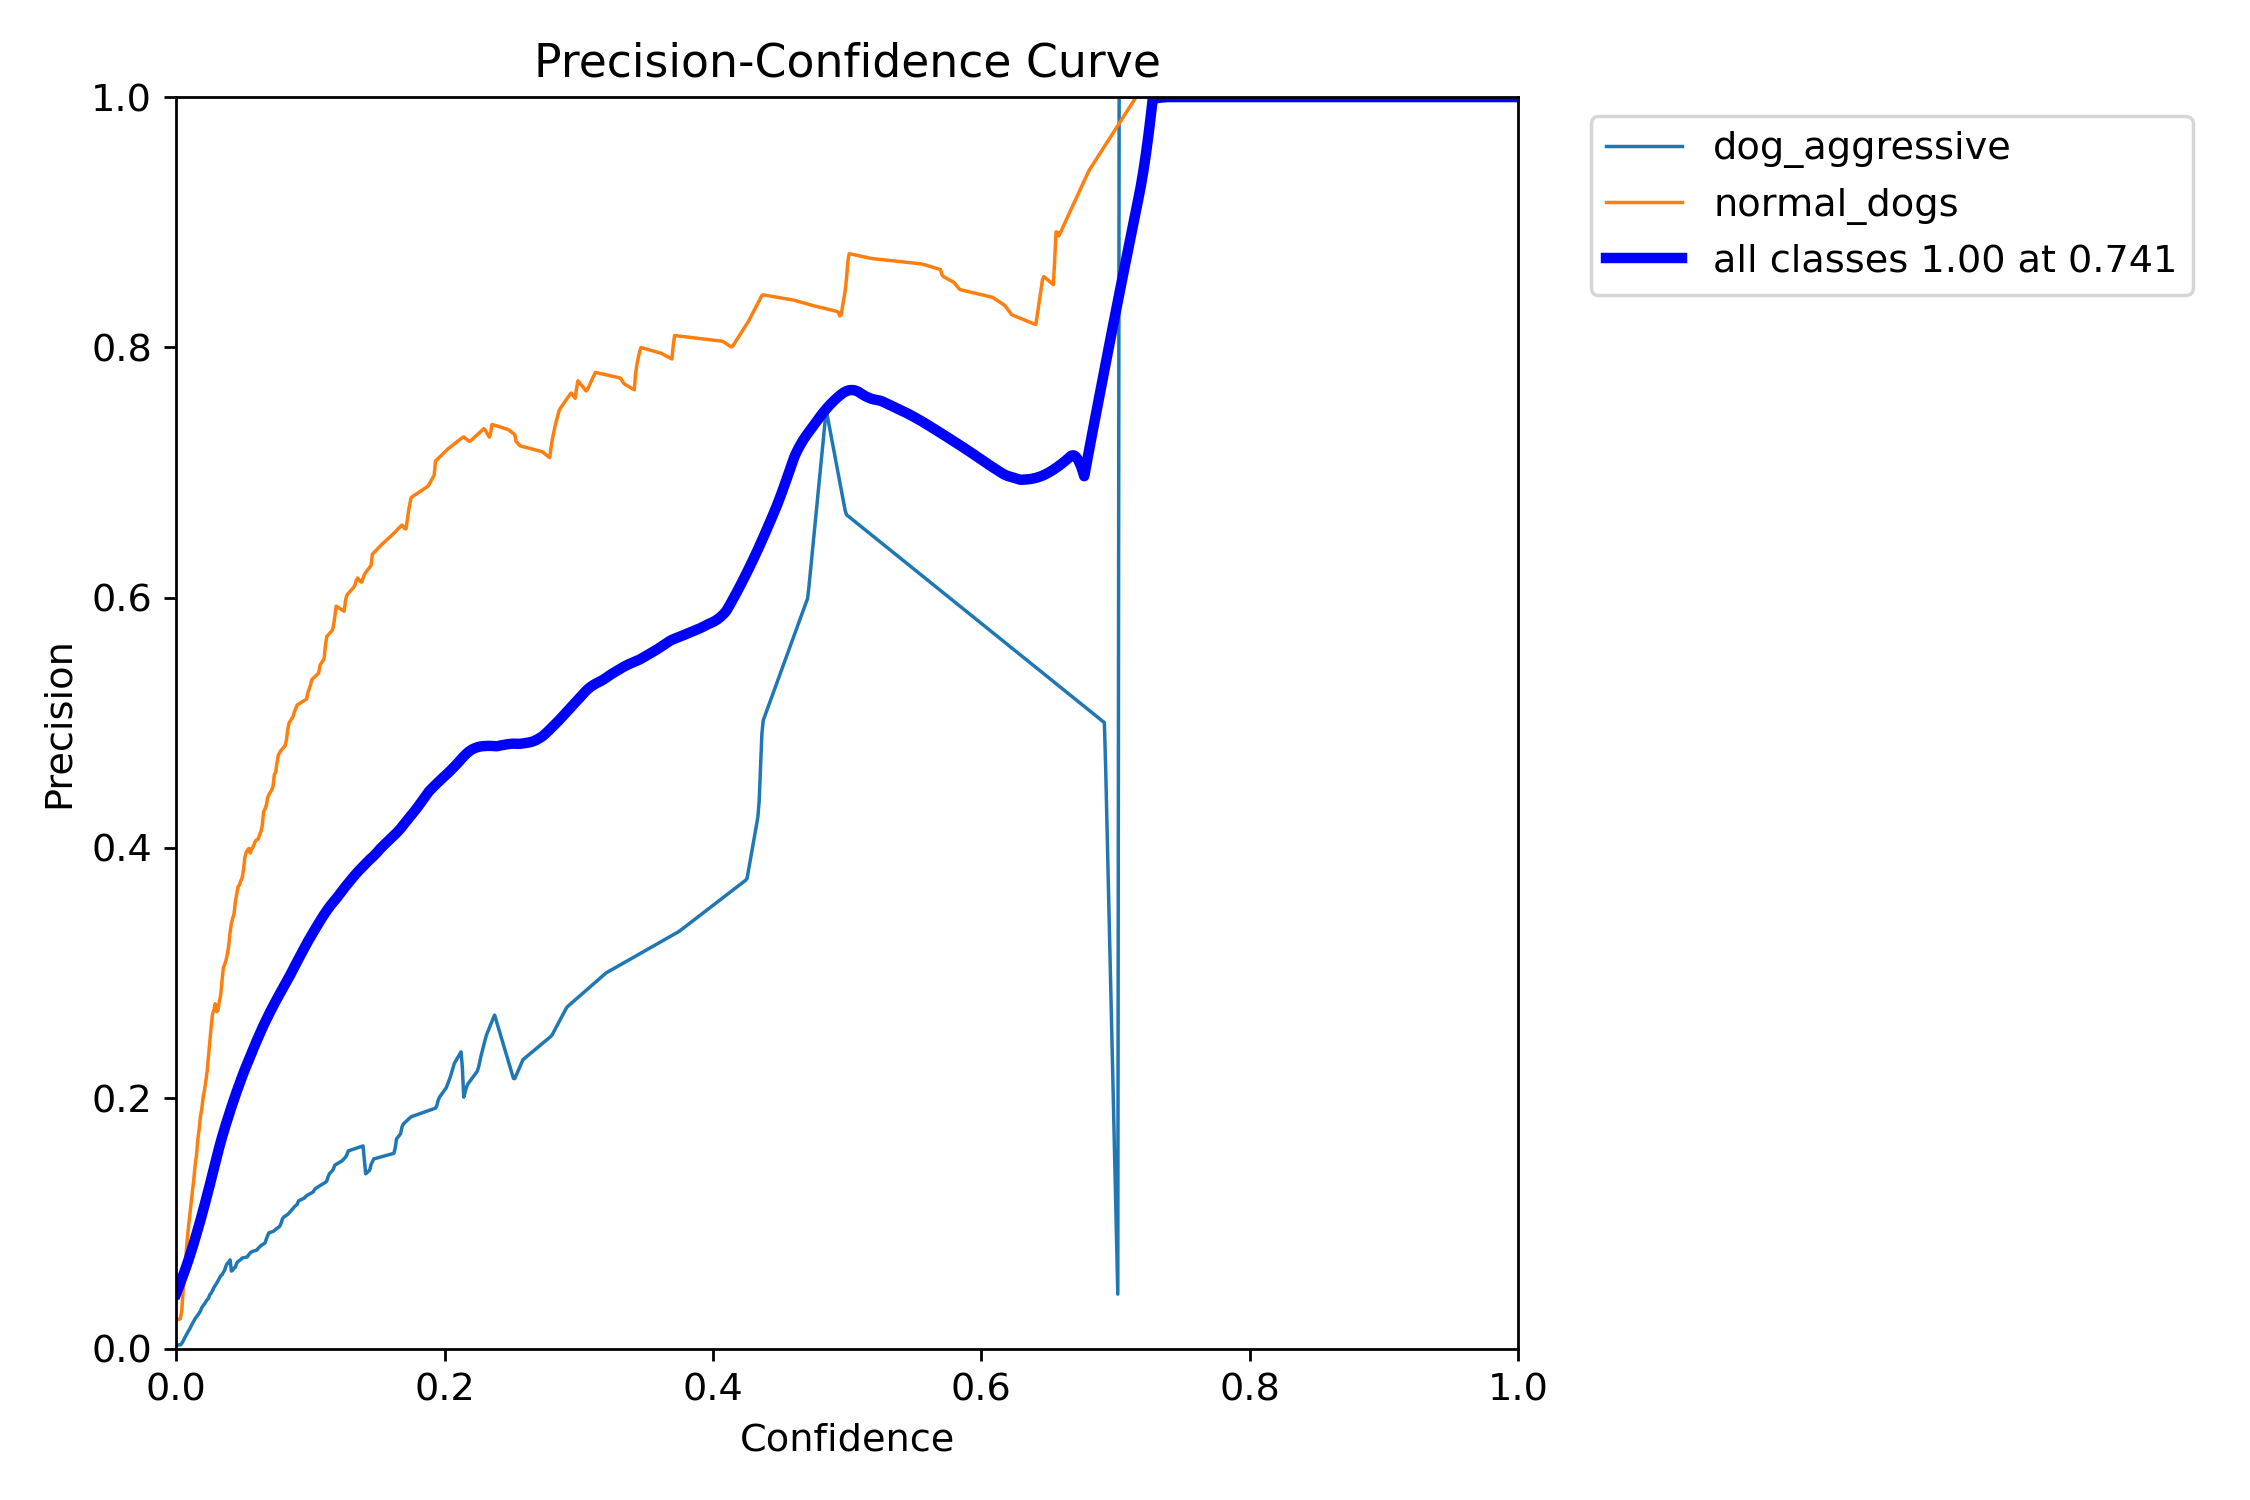 Precision-Confidence Curve
1.0
0.8
0.6
0.4
0.2
0.0
Precision
0.0 0.2 0.4 0.6 0.8 1.0
Confidence
dog_aggressive
normal_dogs
all classes 1.00 at 0.741